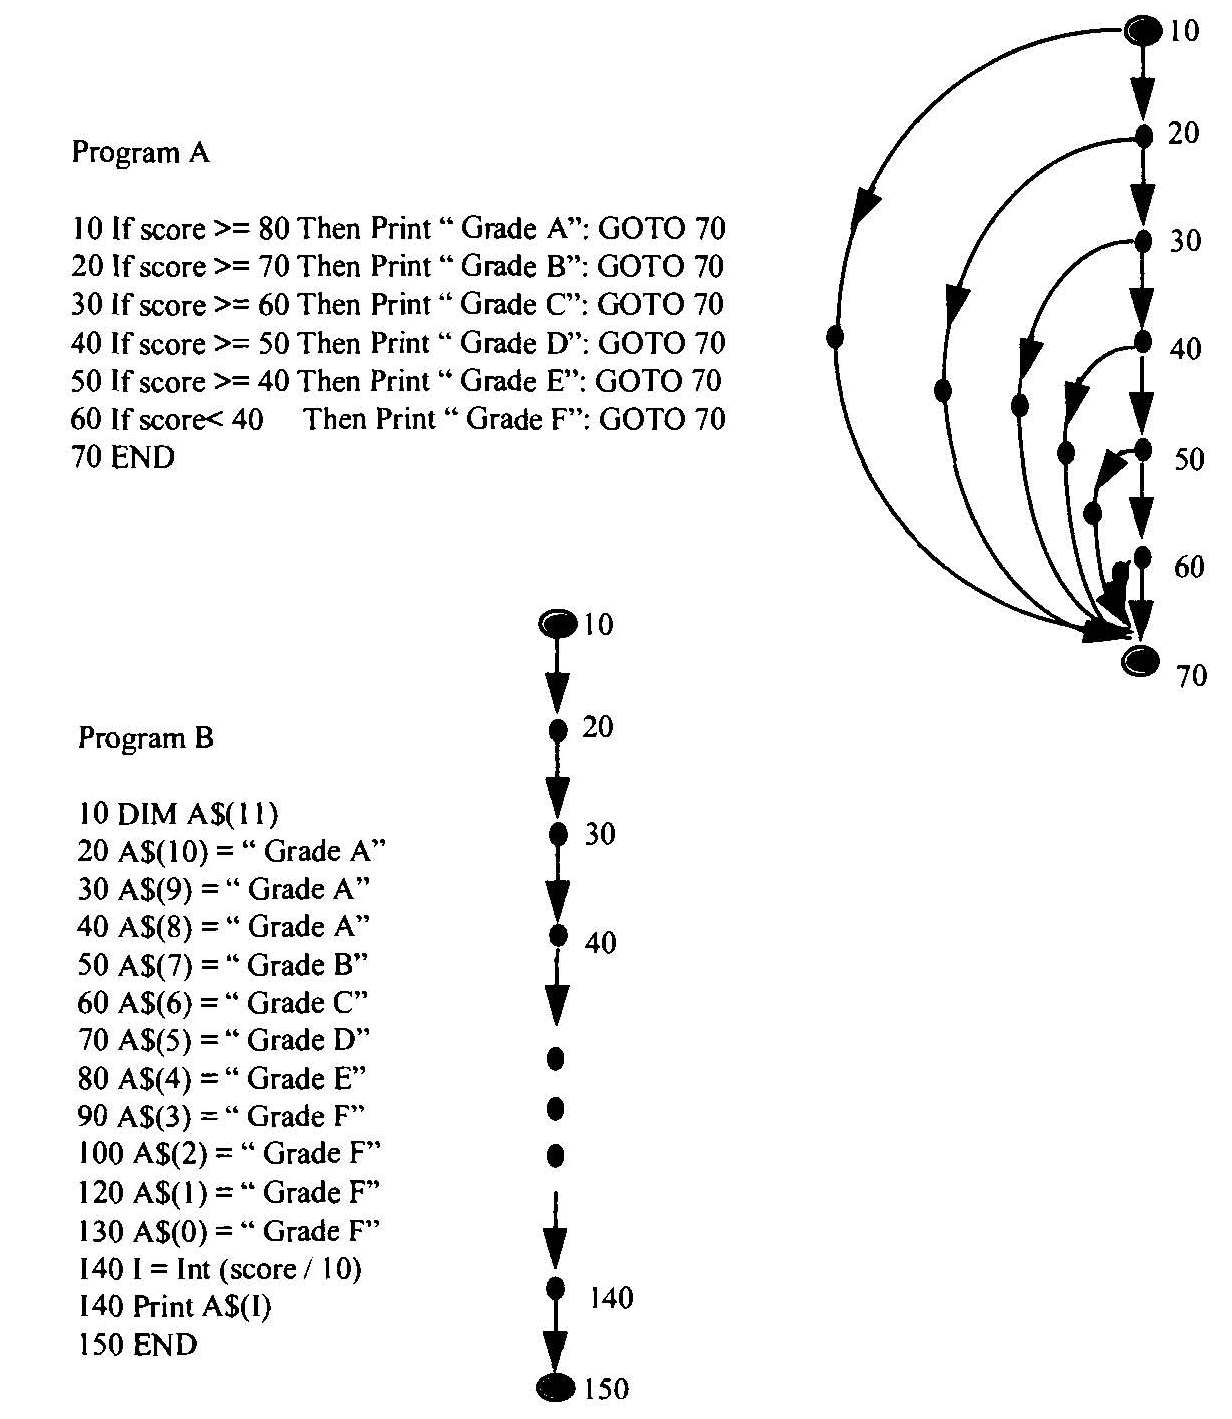 Program A
10 If score >= 80 Then Print “ Grade A”: GOTO 70
20 If score >= 70 Then Print “ Grade B”: GOTO 70
30 If score >= 60 Then Print “ Grade C”: GOTO 70
40 If score >= 50 Then Print “ Grade D”: GOTO 70
50 If score >= 40 Then Print “ Grade E”: GOTO 70
60 If score< 40 Then Print “ Grade F”: GOTO 70
70 END
10
20
30
40
50
60
70
Program B
10 DIM A$(11)
20 A$(10) = “ Grade A”
30 A$(9) = “ Grade A”
40 A$(8) = “ Grade A”
50 A$(7) = “ Grade B”
60 A$(6) = “ Grade C”
70 A$(5) = “ Grade D”
80 A$(4) = “ Grade E”
90 A$(3) = “ Grade F”
100 A$(2) = “ Grade F”
120 A$(1) = “ Grade F”
130 A$(0) = “ Grade F”
140 I = Int (score / 10)
140 Print A$(I)
150 END
10
20
30
40
140
150